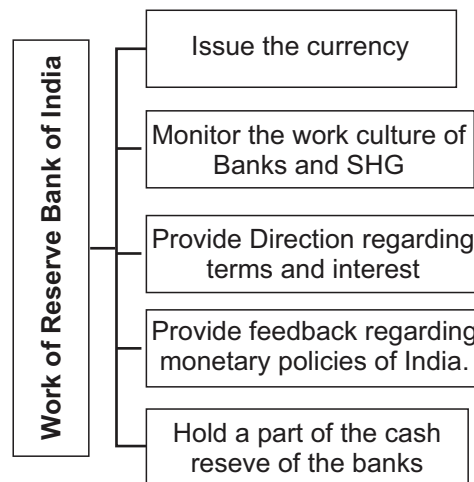 Work of Reserve Bank of India
Issue the currency
Monitor the work culture of
Banks and SHG
Provide Direction regarding
terms and interest
Provide feedback regarding
monetary policies of India.
Hold a part of the cash
reseve of the banks